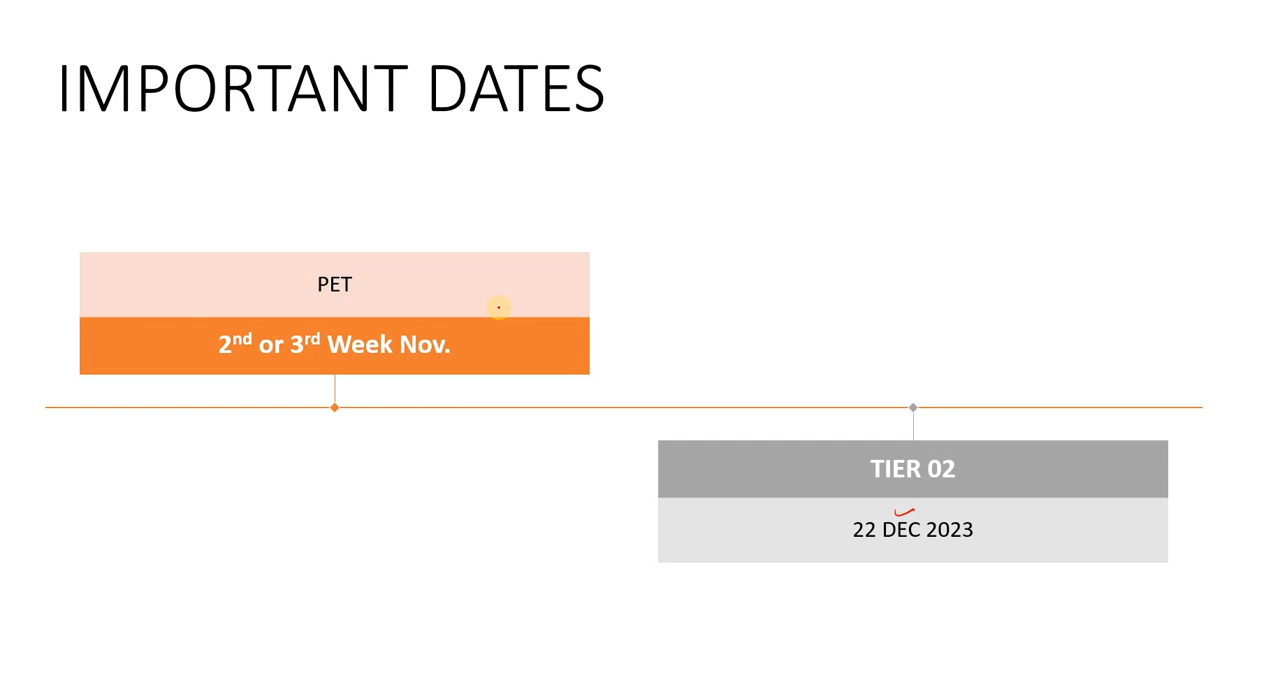 IMPORTANT DATES
PET
2nd or 3rd Week Nov.
TIER 02
22 DEC 2023